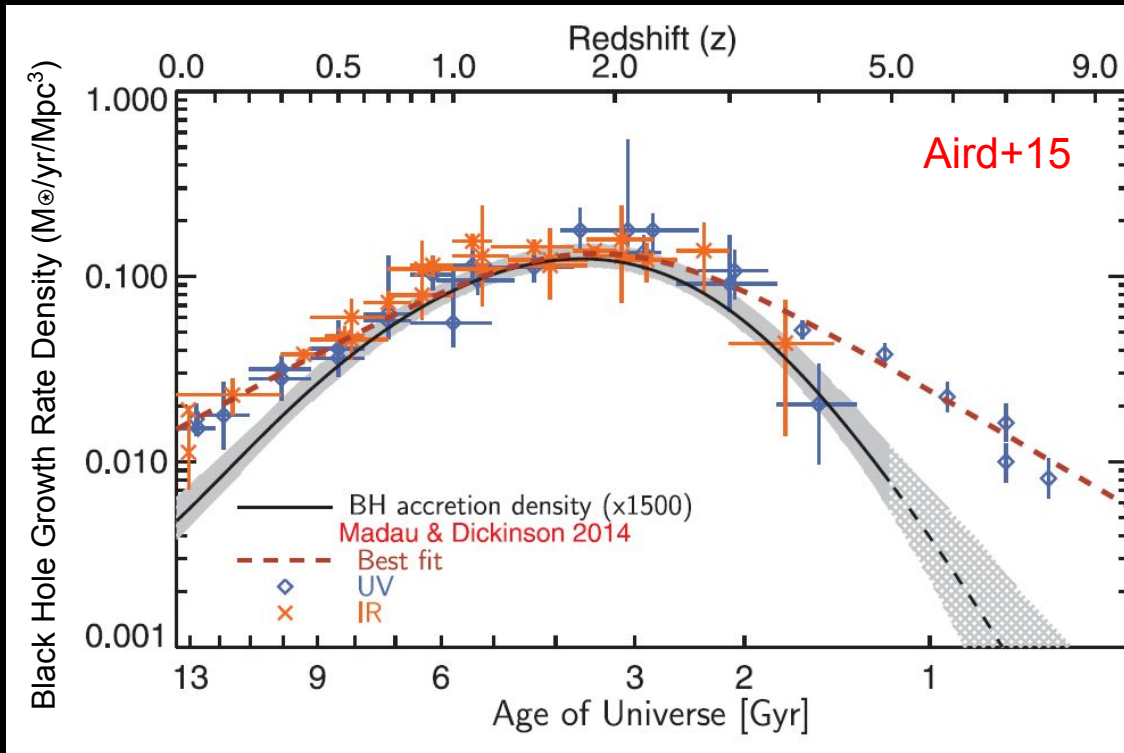 Redshift (z)
0.0 0.5 1.0 2.0 5.0 9.0
Black Hole Growth Rate Density (M⊛/yr/Mpc³)
1.000
0.100
0.010
0.001
Aird+15
BH accretion density (x1500)
Madau & Dickinson 2014
Best fit
UV
IR
13 9 6 3 2 1
Age of Universe [Gyr]